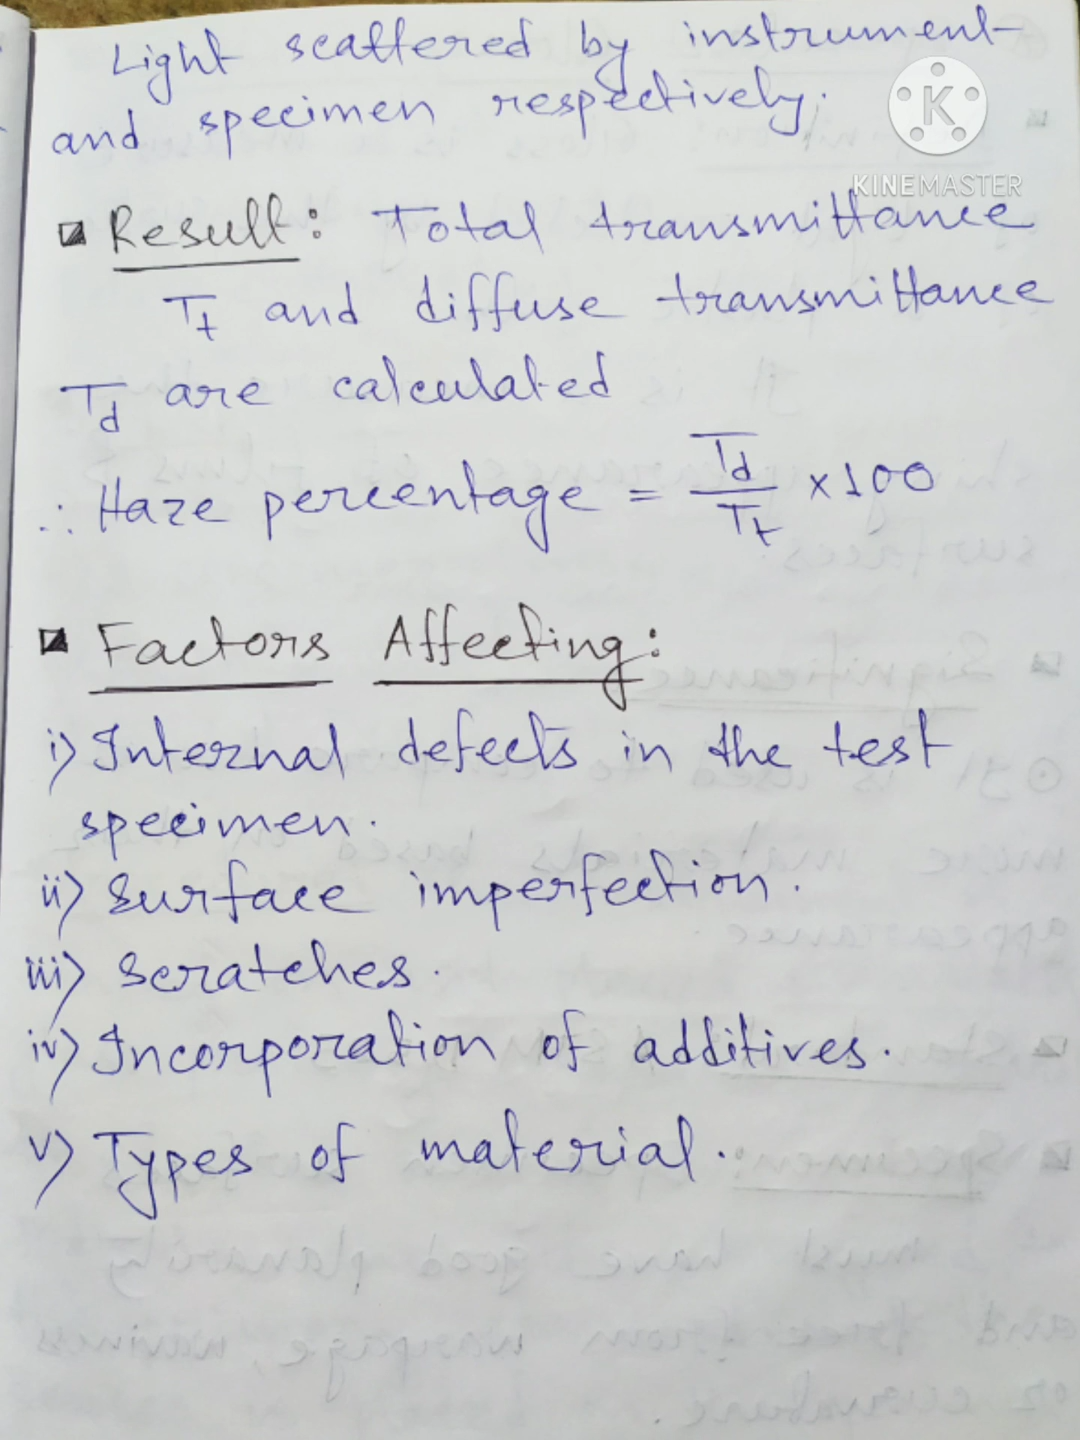 Light scattered by instrument
and specimen respectively.
K
KINEMASTER
Result: Total transmittance
Tt and diffuse transmittance
Td are calculated
∴ Haze percentage = Td/Tt ×100
Factors Affecting:
i) Internal defects in the test
specimen.
ii) Surface imperfection.
iii) Scratches.
iv) Incorporation of additives.
v) Types of material.